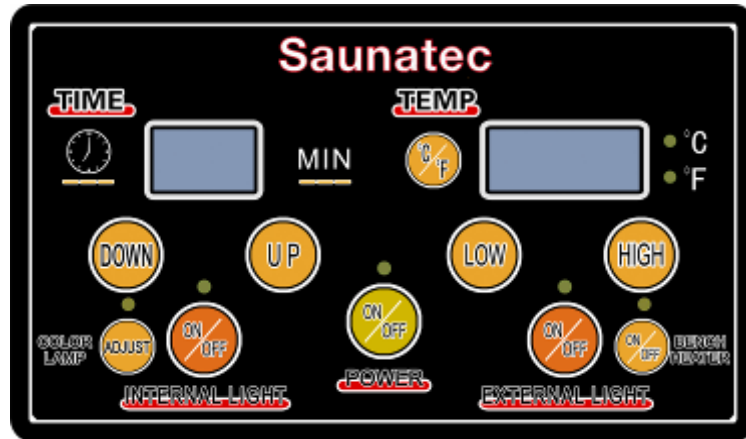 Saunatec
TIME
TEMP
MIN
°C/°F
°C
°F
DOWN
UP
LOW
HIGH
COLOR
LAMP
ADJUST
ON/OFF
ON/OFF
ON/OFF
ON/OFF
BENCH
HEATER
INTERNAL LIGHT
POWER
EXTERNAL LIGHT